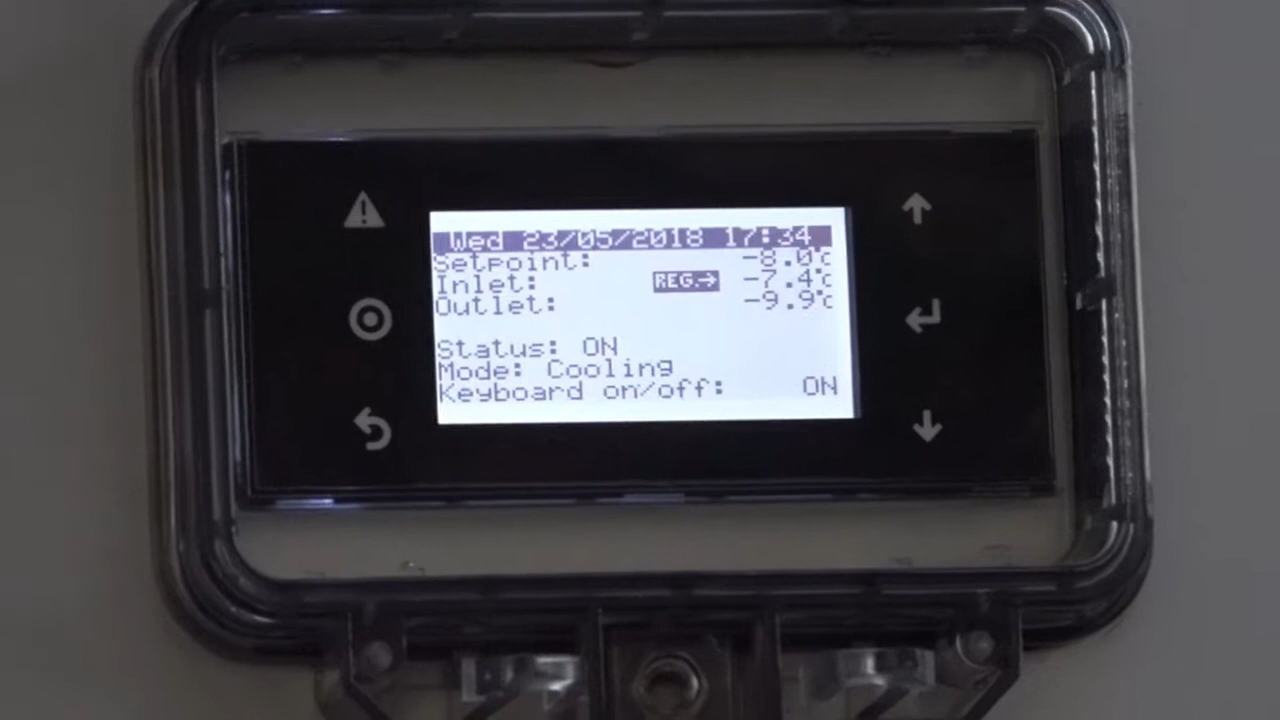 Wed 23/05/2018 17:34
Setpoint: -8.0°c
Inlet: REG.→ -7.4°c
Outlet: -9.9°c
Status: ON
Mode: Cooling
Keyboard on/off: ON